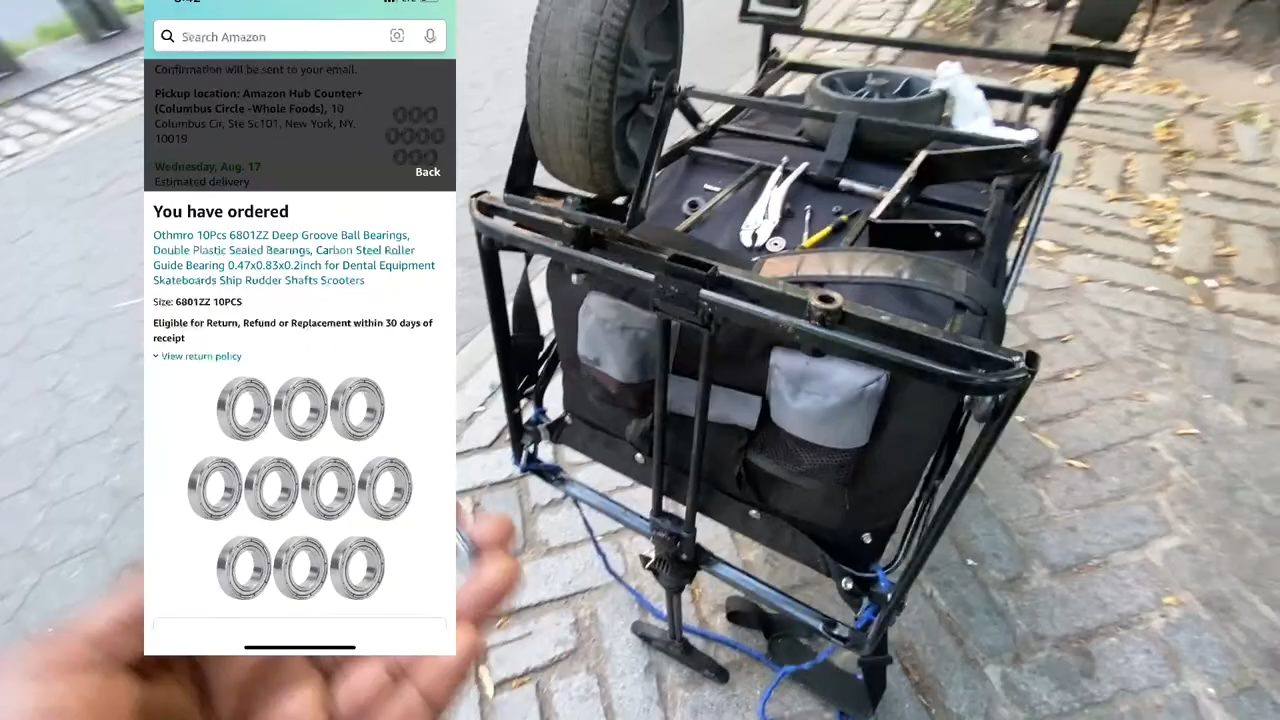 Search Amazon
Confirmation will be sent to your email.
Pickup location: Amazon Hub Counter+
(Columbus Circle -Whole Foods), 10
Columbus Cir, Ste Sc101, New York, NY.
10019
Wednesday, Aug. 17
Estimated delivery
Back
You have ordered
Othmro 10Pcs 6801ZZ Deep Groove Ball Bearings,
Double Plastic Sealed Bearings, Carbon Steel Roller
Guide Bearing 0.47x0.83x0.2inch for Dental Equipment
Skateboards Ship Rudder Shafts Scooters
Size: 6801ZZ 10PCS
Eligible for Return, Refund or Replacement within 30 days of
receipt
View return policy